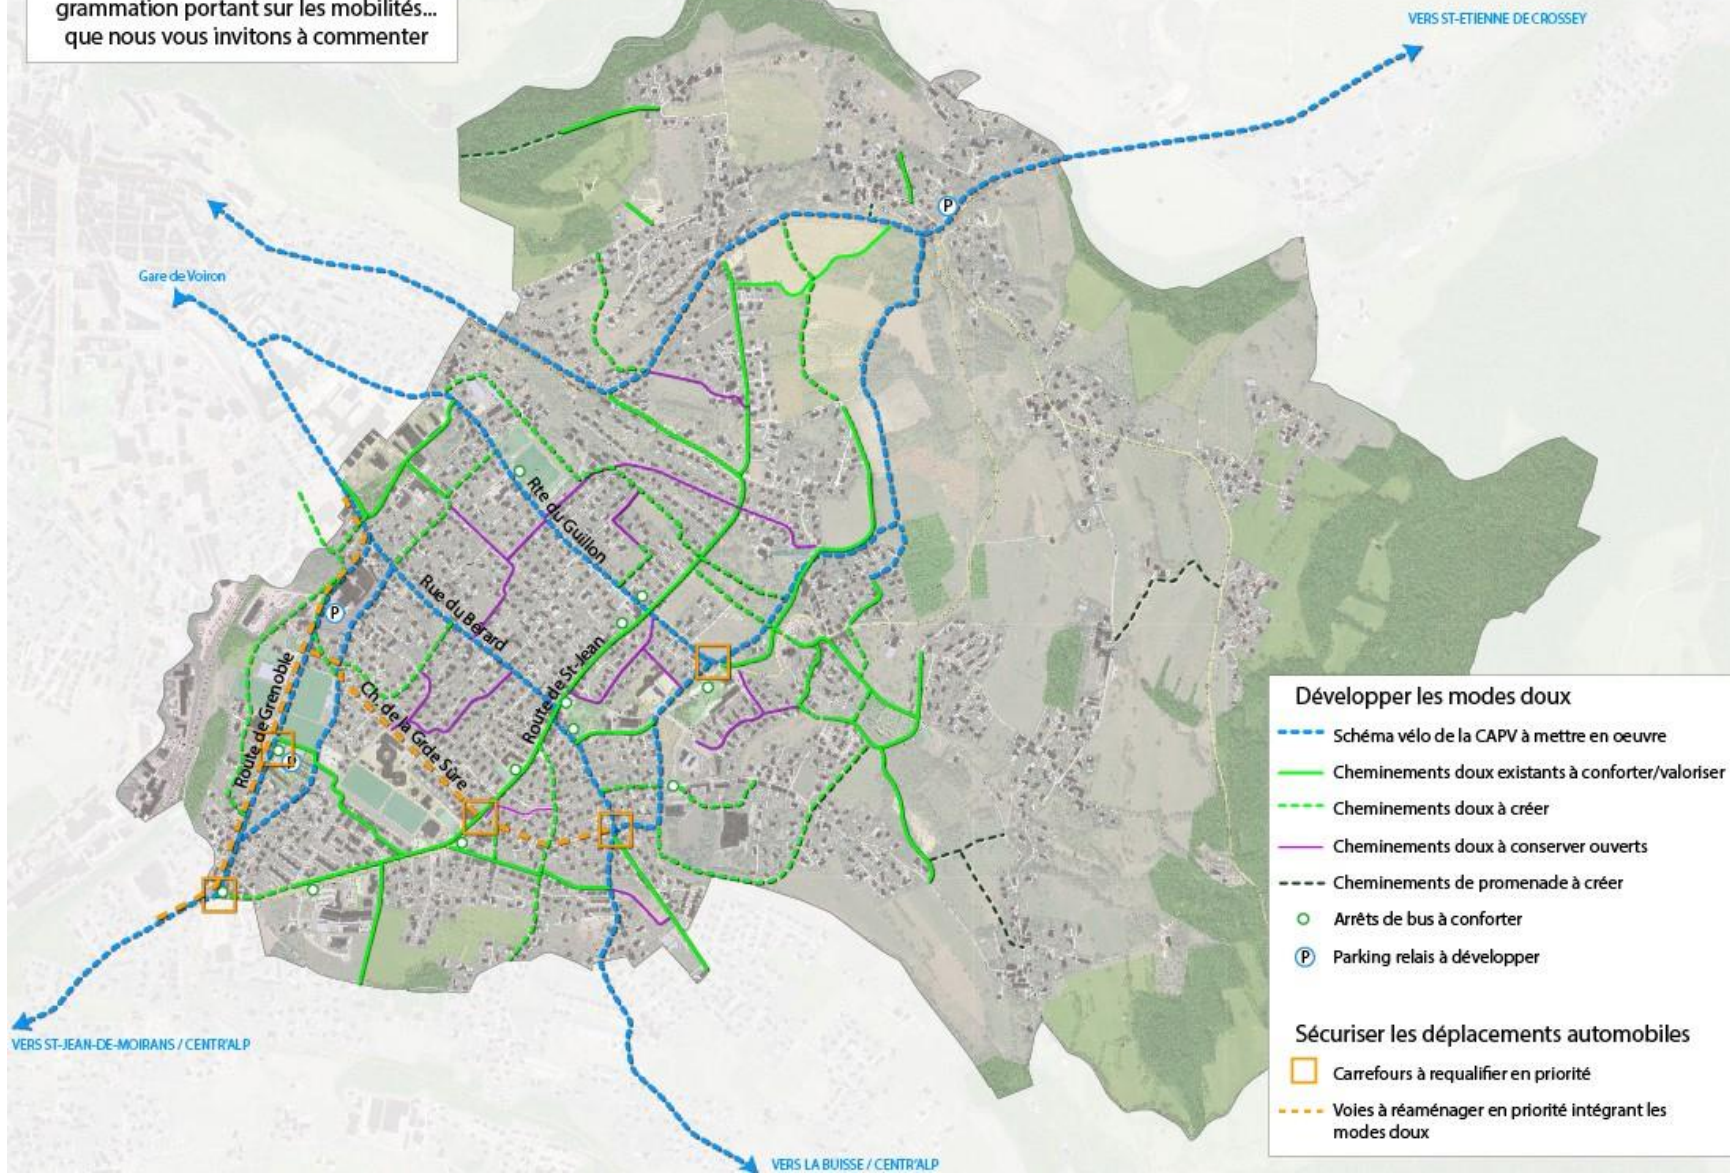 grammation portant sur les mobilités...
que nous vous invitons à commenter
VERS ST-ETIENNE DE CROSSEY
Gare de Voiron
P
Rte du Guillon
Rue du Bérard
P
Route de St-Jean
Route de Grenoble
Ch. de la Grde Sûre
P
VERS ST-JEAN-DE-MOIRANS / CENTR'ALP
VERS LA BUISSE / CENTR'ALP
Développer les modes doux
Schéma vélo de la CAPV à mettre en oeuvre
Cheminements doux existants à conforter/valoriser
Cheminements doux à créer
Cheminements doux à conserver ouverts
Cheminements de promenade à créer
Arrêts de bus à conforter
P Parking relais à développer
Sécuriser les déplacements automobiles
Carrefours à requalifier en priorité
Voies à réaménager en priorité intégrant les
modes doux